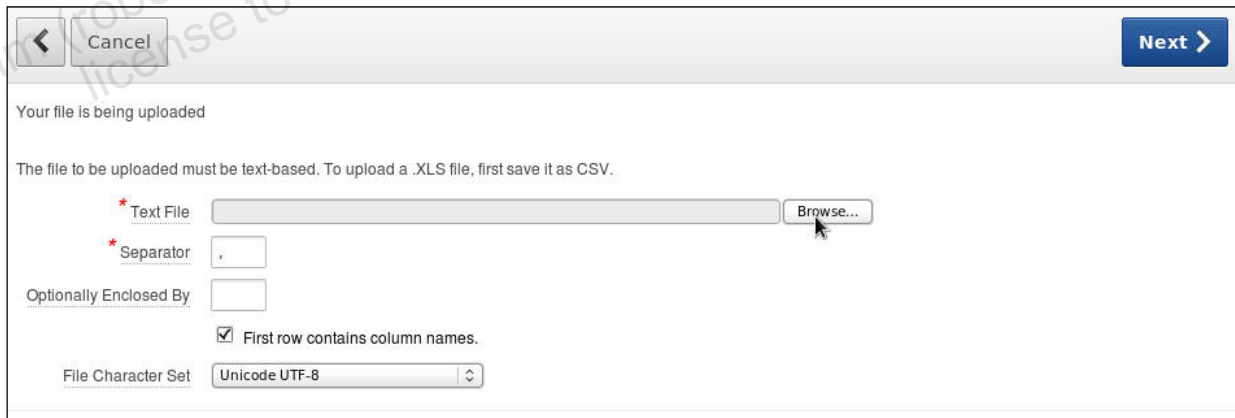 Cancel
Next
Your file is being uploaded
The file to be uploaded must be text-based. To upload a .XLS file, first save it as CSV.
* Text File
Browse...
* Separator
,
Optionally Enclosed By
First row contains column names.
File Character Set
Unicode UTF-8
license to